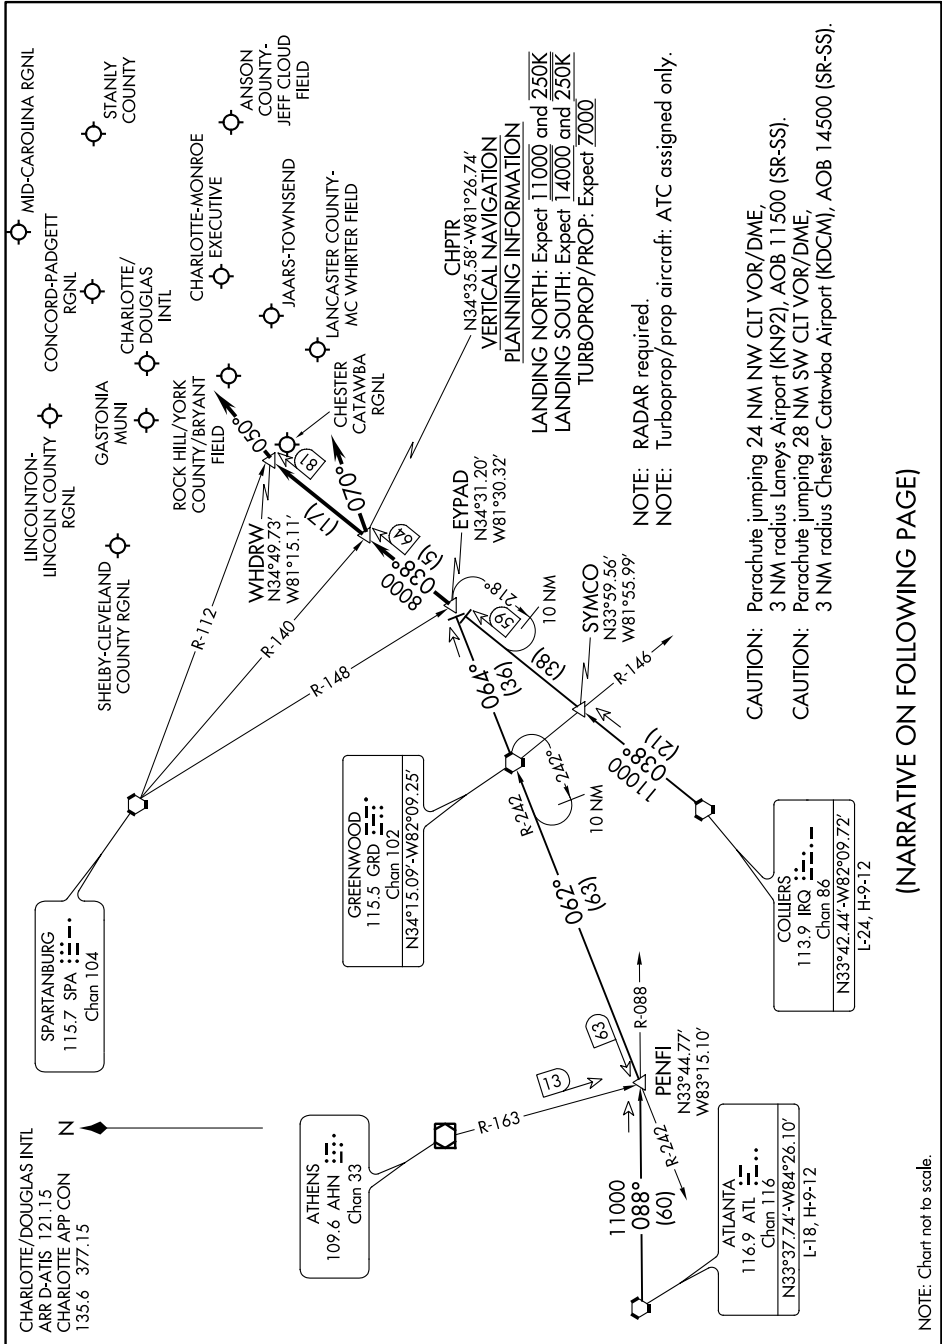 CHARLOTTE/DOUGLAS INTL
ARR D-ATIS 121.15
CHARLOTTE APP CON
135.6 377.15
N
SPARTANBURG
115.7 SPA
Chan 104
SHELBY-CLEVELAND
COUNTY RGNL
LINCOLNTON-
LINCOLN COUNTY
RGNL
GASTONIA
MUNI
CONCORD-PADGETT
RGNL
MID-CAROLINA RGNL
CHARLOTTE/
DOUGLAS
INTL
STANLY
COUNTY
ROCK HILL/YORK
COUNTY/BRYANT
FIELD
CHARLOTTE-MONROE
EXECUTIVE
ANSON
COUNTY-
JEFF CLOUD
FIELD
JAARS-TOWNSEND
LANCASTER COUNTY-
MC WHIRTER FIELD
CHESTER
CATAWBA
RGNL
R-112
R-140
R-148
WHDRW
N34°49.73'
W81°15.11'
050°
81
(17)
070°
64
8000
038°
(5)
CHPTR
N34°35.58'-W81°26.74'
VERTICAL NAVIGATION
PLANNING INFORMATION
LANDING NORTH: Expect 11000 and 250K
LANDING SOUTH: Expect 14000 and 250K
TURBOPROP/PROP: Expect 7000
EYPAD
N34°31.20'
W81°30.32'
59
218°
10 NM
ATHENS
109.6 AHN
Chan 33
GREENWOOD
115.5 GRD
Chan 102
N34°15.09'-W82°09.25'
064°
(36)
(38)
SYMCO
N33°59.56'
W81°55.99'
R-146
R-242
242°
10 NM
062°
(63)
11000
038°
(21)
R-163
13
63
R-088
PENFI
N33°44.77'
W83°15.10'
R-242
11000
088°
(60)
ATLANTA
116.9 ATL
Chan 116
N33°37.74'-W84°26.10'
L-18, H-9-12
COLLIERS
113.9 IRQ
Chan 86
N33°42.44'-W82°09.72'
L-24, H-9-12
NOTE: RADAR required.
NOTE: Turboprop/prop aircraft: ATC assigned only.
CAUTION: Parachute jumping 24 NM NW CLT VOR/DME,
3 NM radius Laneys Airport (KN92), AOB 11500 (SR-SS).
CAUTION: Parachute jumping 28 NM SW CLT VOR/DME,
3 NM radius Chester Catawba Airport (KDCM), AOB 14500 (SR-SS).
(NARRATIVE ON FOLLOWING PAGE)
NOTE: Chart not to scale.